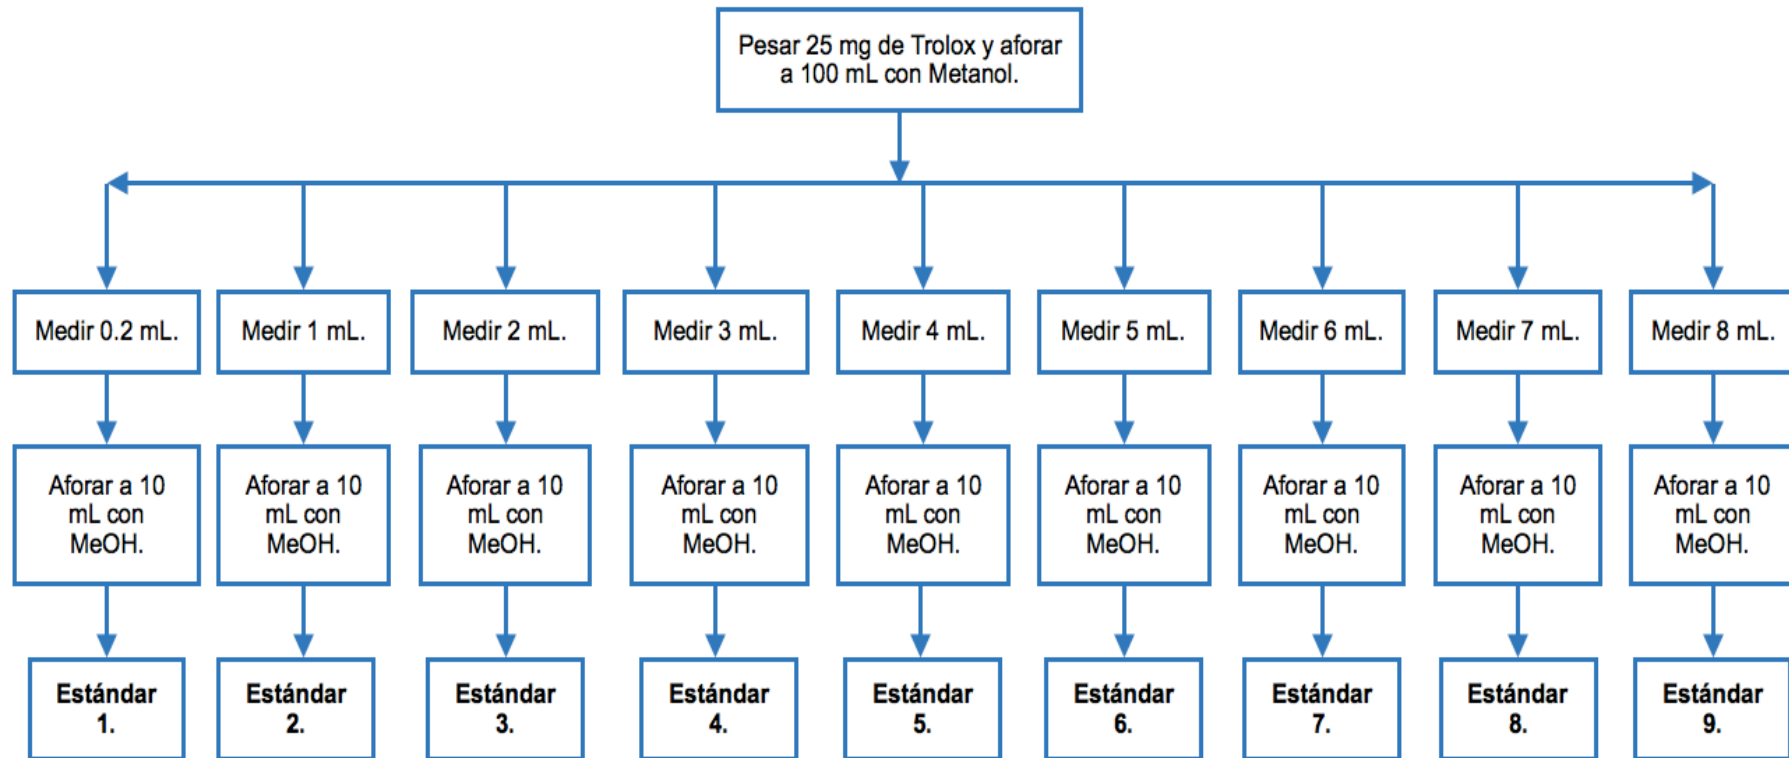 Pesar 25 mg de Trolox y aforar
a 100 mL con Metanol.
Medir 0.2 mL.
Medir 1 mL.
Medir 2 mL.
Medir 3 mL.
Medir 4 mL.
Medir 5 mL.
Medir 6 mL.
Medir 7 mL.
Medir 8 mL.
Aforar a 10
mL con
MeOH.
Aforar a 10
mL con
MeOH.
Aforar a 10
mL con
MeOH.
Aforar a 10
mL con
MeOH.
Aforar a 10
mL con
MeOH.
Aforar a 10
mL con
MeOH.
Aforar a 10
mL con
MeOH.
Aforar a 10
mL con
MeOH.
Aforar a 10
mL con
MeOH.
Estándar
1.
Estándar
2.
Estándar
3.
Estándar
4.
Estándar
5.
Estándar
6.
Estándar
7.
Estándar
8.
Estándar
9.